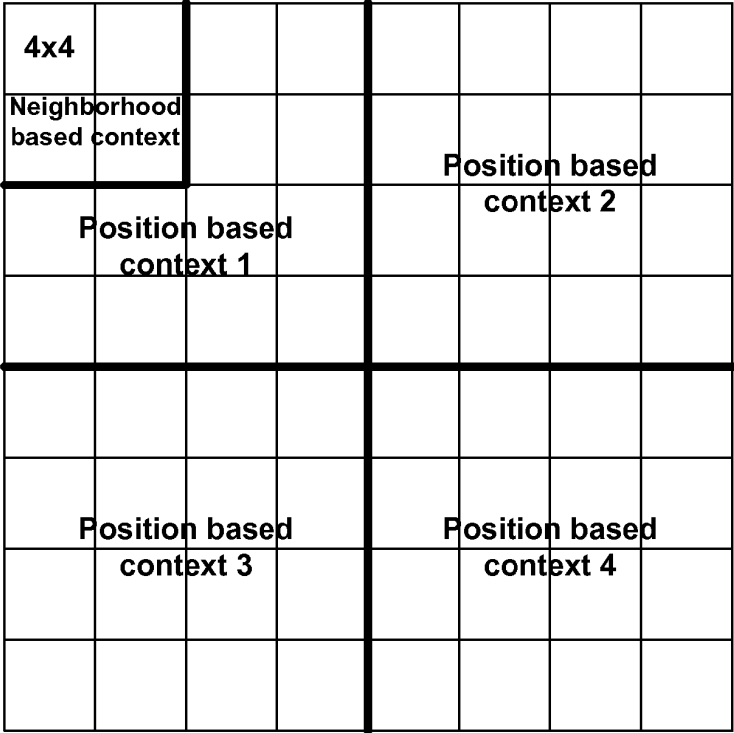 4x4
Neighborhood
based context
Position based
context 2
Position based
context 1
Position based
context 3
Position based
context 4